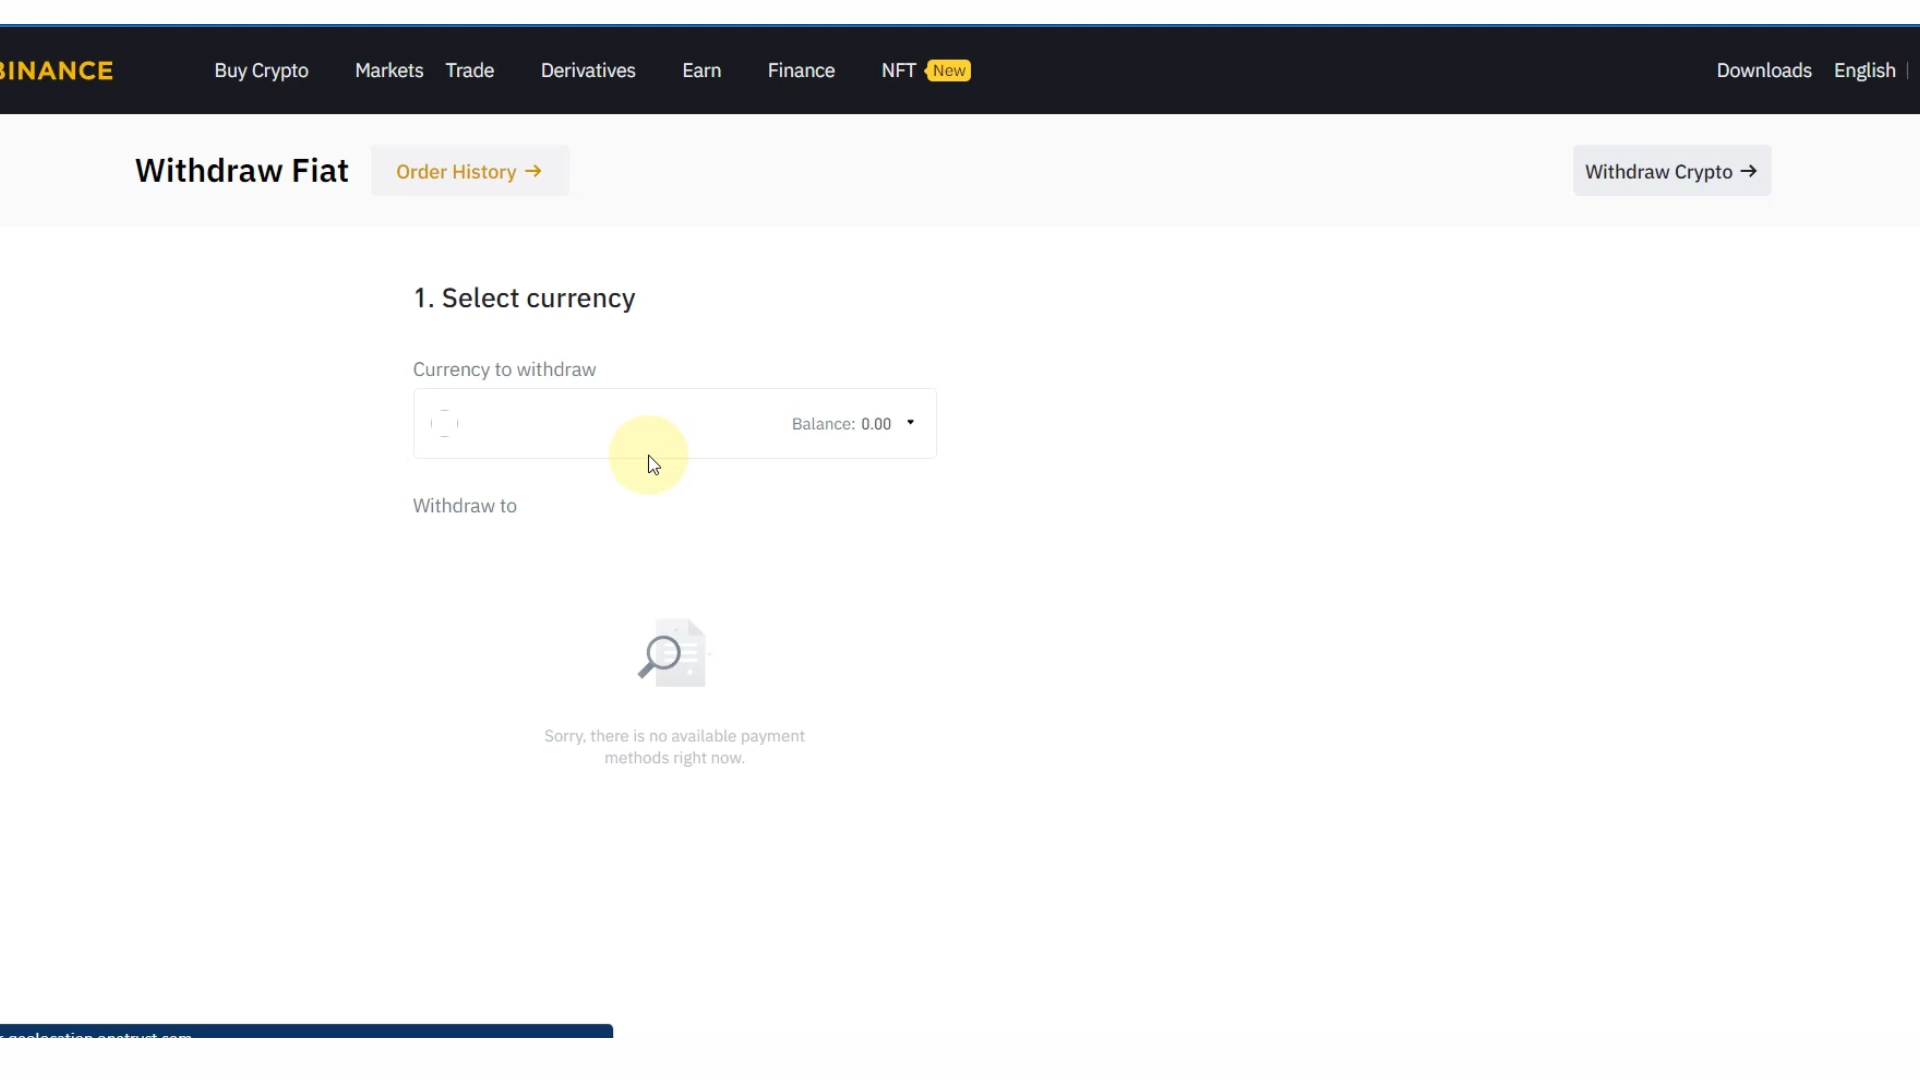 BINANCE
Buy Crypto Markets Trade Derivatives Earn Finance NFT New Downloads English
Withdraw Fiat Order History → Withdraw Crypto →
1. Select currency
Currency to withdraw
Balance: 0.00
Withdraw to
Sorry, there is no available payment
methods right now.